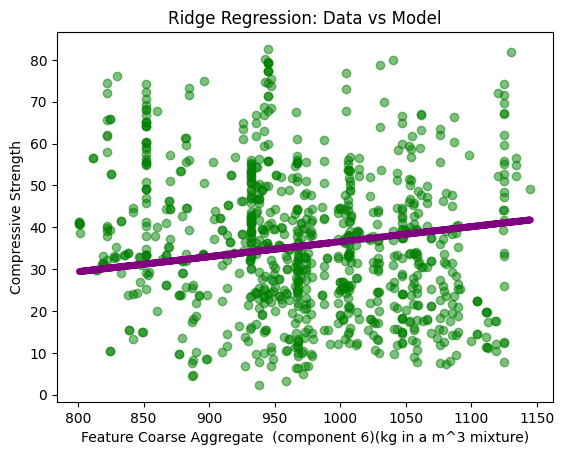 Ridge Regression: Data vs Model
80
70
60
50
40
30
20
10
0
Compressive Strength
800 850 900 950 1000 1050 1100 1150
Feature Coarse Aggregate  (component 6)(kg in a m^3 mixture)